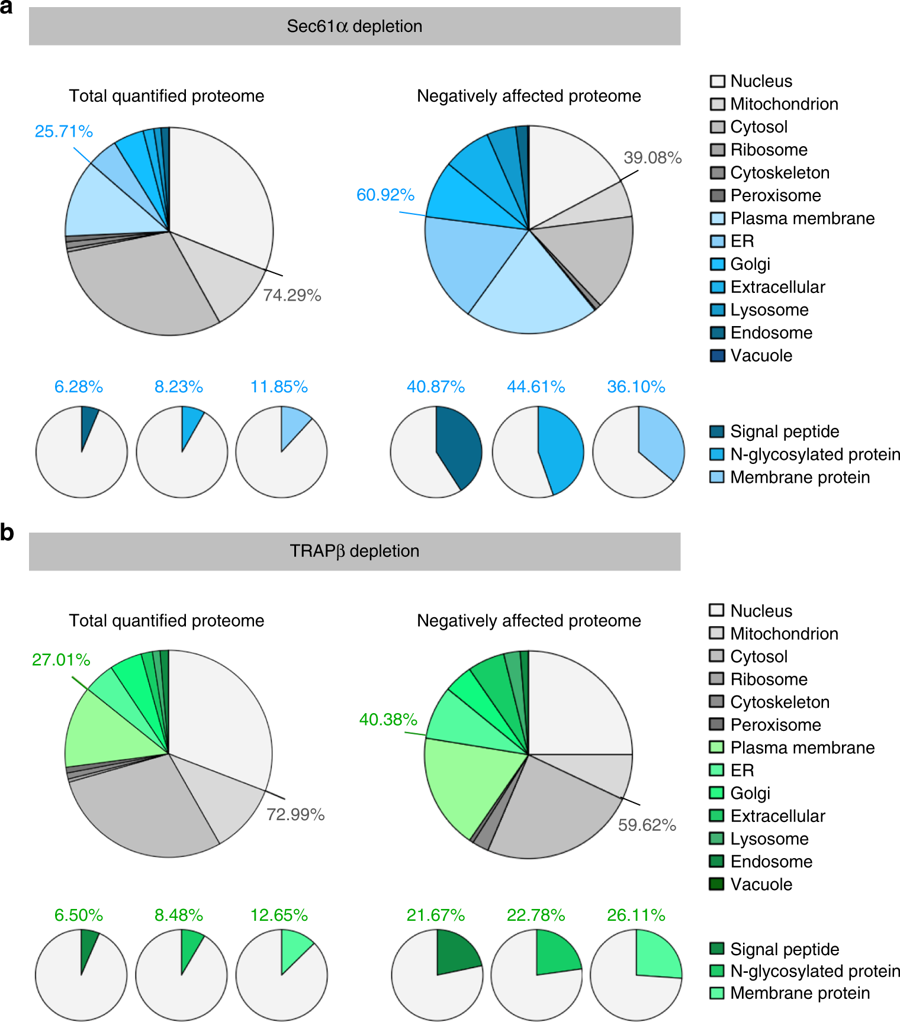 a
Sec61α depletion
Total quantified proteome
Negatively affected proteome
25.71%
74.29%
60.92%
39.08%
Nucleus
Mitochondrion
Cytosol
Ribosome
Cytoskeleton
Peroxisome
Plasma membrane
ER
Golgi
Extracellular
Lysosome
Endosome
Vacuole
6.28%
8.23%
11.85%
40.87%
44.61%
36.10%
Signal peptide
N-glycosylated protein
Membrane protein
b
TRAPβ depletion
Total quantified proteome
Negatively affected proteome
27.01%
72.99%
40.38%
59.62%
Nucleus
Mitochondrion
Cytosol
Ribosome
Cytoskeleton
Peroxisome
Plasma membrane
ER
Golgi
Extracellular
Lysosome
Endosome
Vacuole
6.50%
8.48%
12.65%
21.67%
22.78%
26.11%
Signal peptide
N-glycosylated protein
Membrane protein